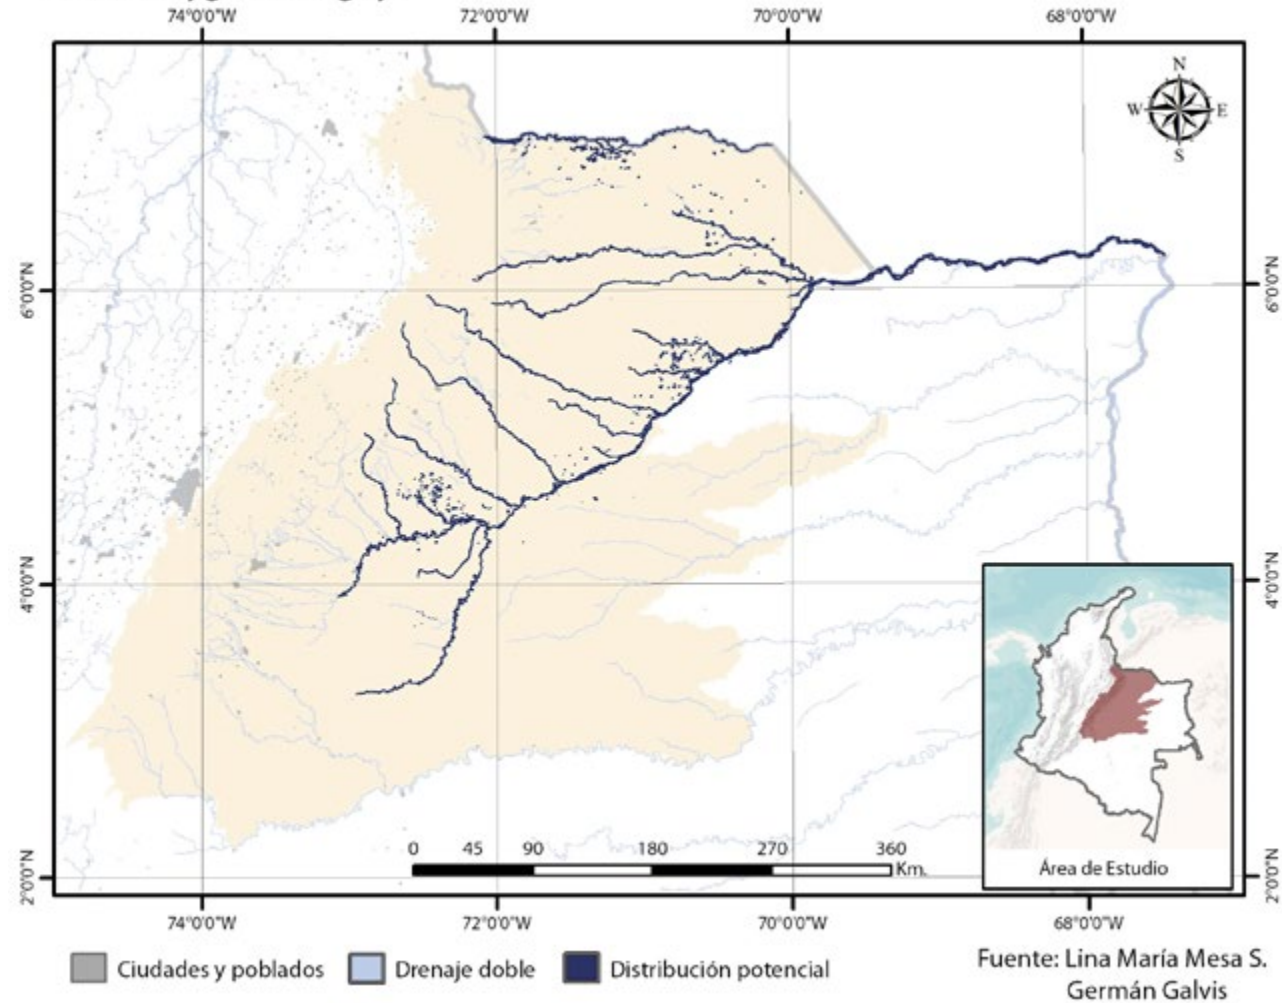 74°0'0"W 72°0'0"W 70°0'0"W 68°0'0"W
N
W E
S
6°0'0"N 6°0'0"N
4°0'0"N 4°0'0"N
2°0'0"N 2°0'0"N
0 45 90 180 270 360
Km.
Área de Estudio
74°0'0"W 72°0'0"W 70°0'0"W 68°0'0"W
Ciudades y poblados Drenaje doble Distribución potencial
Fuente: Lina María Mesa S.
Germán Galvis